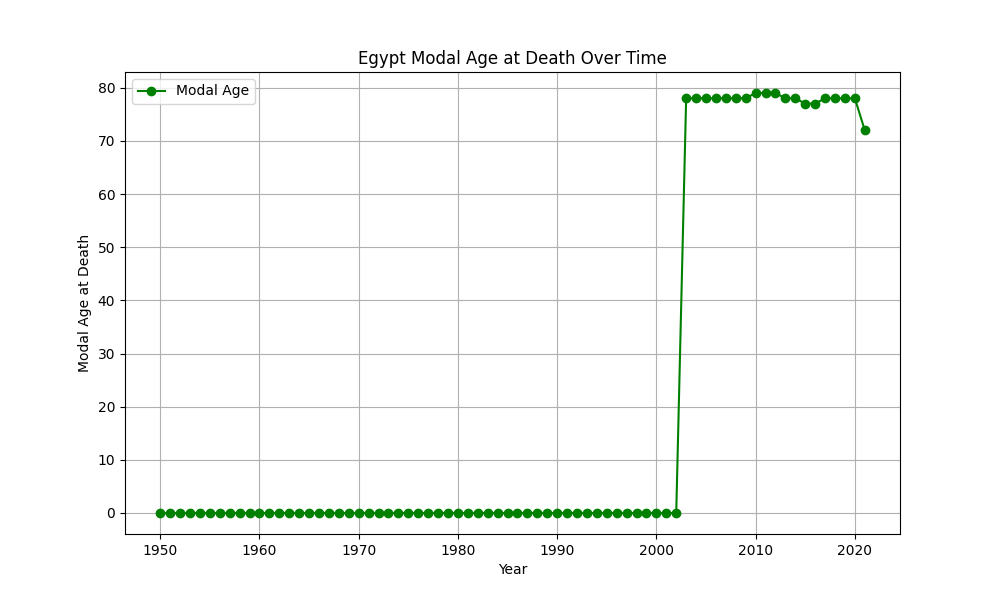 Egypt Modal Age at Death Over Time
Modal Age
Modal Age at Death
80
70
60
50
40
30
20
10
0
1950 1960 1970 1980 1990 2000 2010 2020
Year